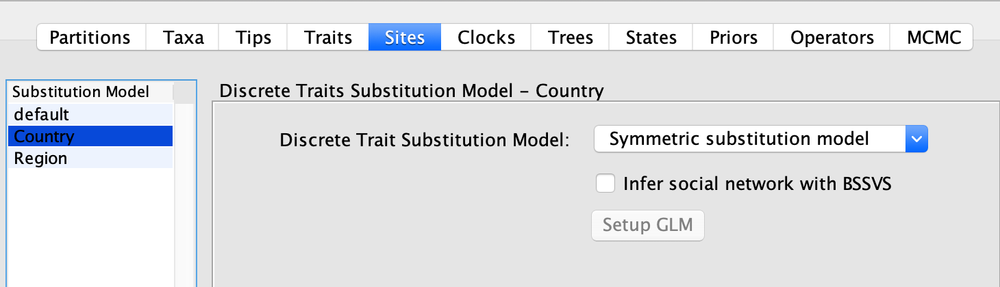 Partitions Taxa Tips Traits Sites Clocks Trees States Priors Operators MCMC
Substitution Model
default
Country
Region
Discrete Traits Substitution Model – Country
Discrete Trait Substitution Model: Symmetric substitution model
Infer social network with BSSVS
Setup GLM